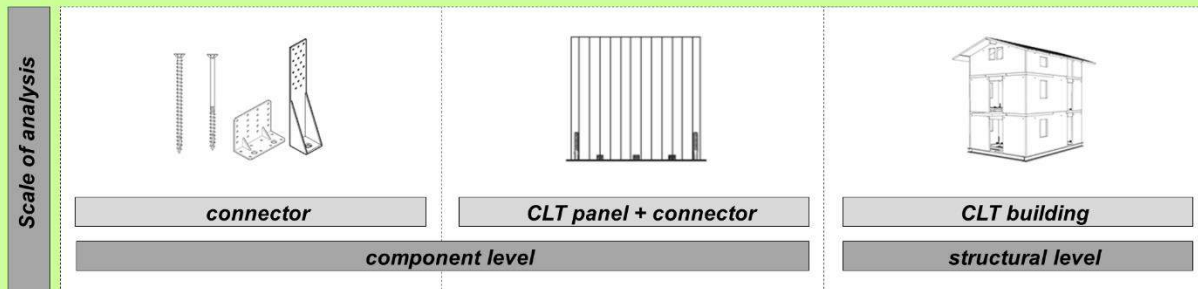 Scale of analysis
connector
CLT panel + connector
CLT building
component level
structural level